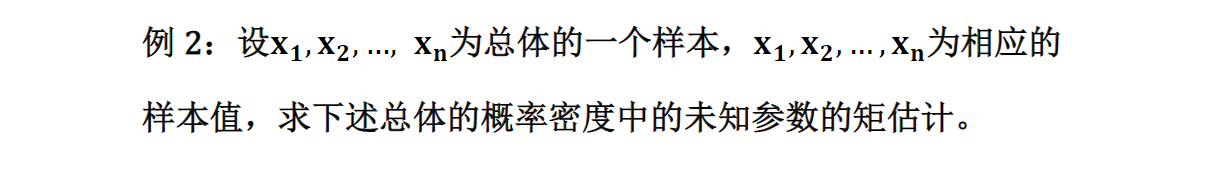 例 2：设x₁, x₂, …, xₙ为总体的一个样本，x₁, x₂, … , xₙ为相应的
样本值，求下述总体的概率密度中的未知参数的矩估计。